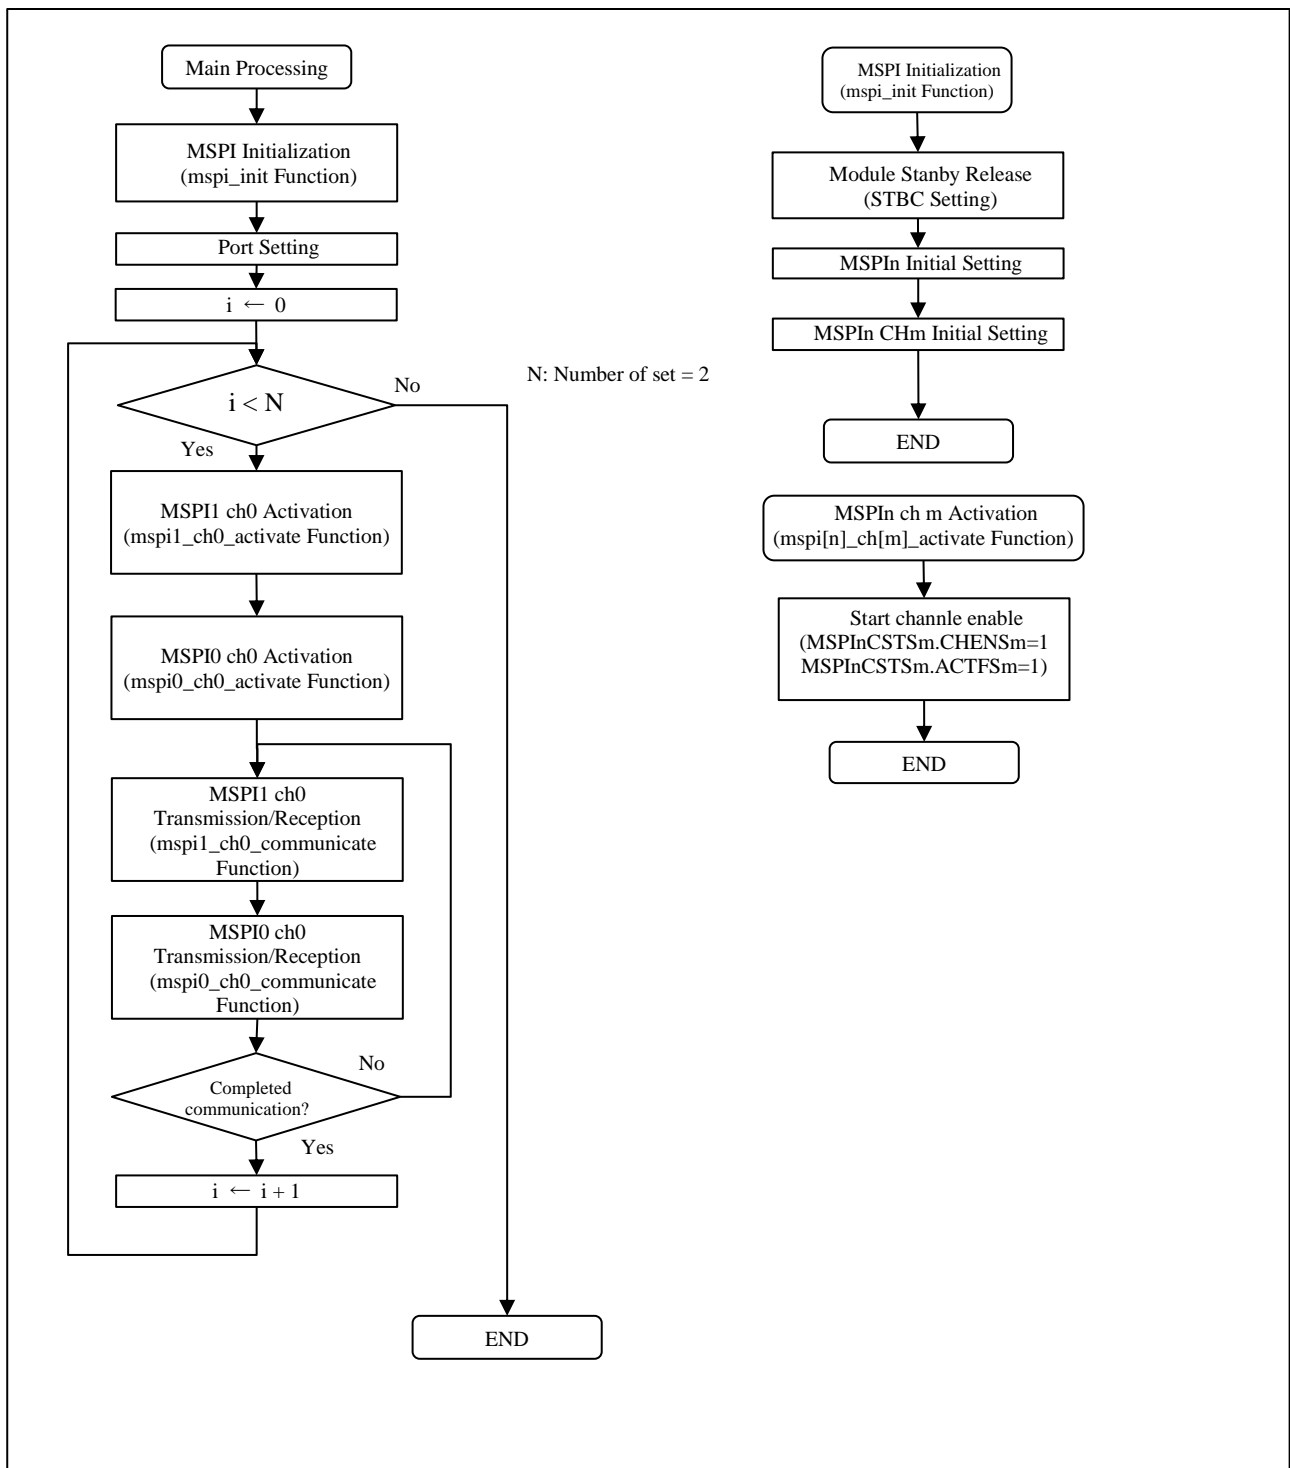 Main Processing
MSPI Initialization
(mspi_init Function)
Port Setting
i ← 0
i < N
No
Yes
N: Number of set = 2
MSPI1 ch0 Activation
(mspi1_ch0_activate Function)
MSPI0 ch0 Activation
(mspi0_ch0_activate Function)
MSPI1 ch0
Transmission/Reception
(mspi1_ch0_communicate
Function)
MSPI0 ch0
Transmission/Reception
(mspi0_ch0_communicate
Function)
No
Completed
communication?
Yes
i ← i + 1
END
MSPI Initialization
(mspi_init Function)
Module Stanby Release
(STBC Setting)
MSPIn Initial Setting
MSPIn CHm Initial Setting
END
MSPIn ch m Activation
(mspi[n]_ch[m]_activate Function)
Start channle enable
(MSPInCSTSm.CHENSm=1
MSPInCSTSm.ACTFSm=1)
END